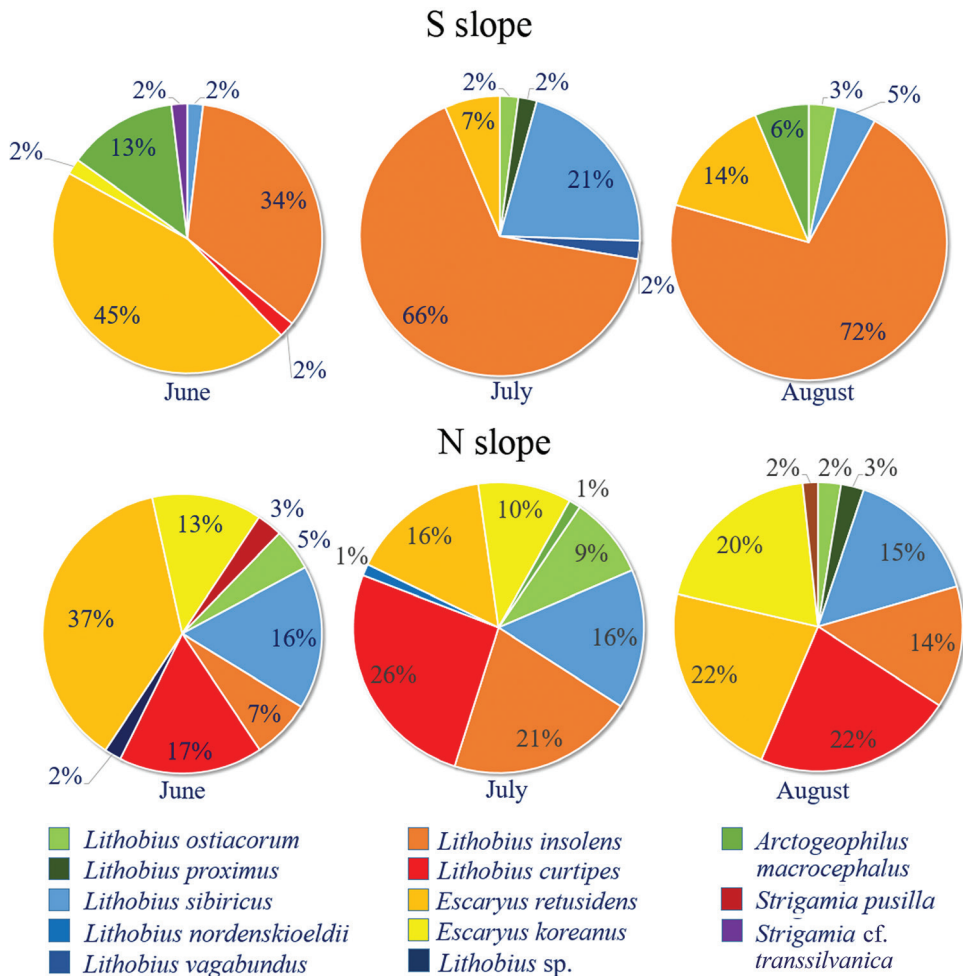 S slope
2% 2%
13%
2%
34%
45%
2%
June
2% 2%
7%
21%
66%
2%
July
3%
5%
6%
14%
72%
August
N slope
13%
3%
5%
37%
16%
7%
17%
2%
June
10%
1%
16%
9%
1%
16%
26%
21%
July
2% 2% 3%
20%
15%
14%
22%
22%
August
Lithobius ostiacorum
Lithobius proximus
Lithobius sibiricus
Lithobius nordenskioeldii
Lithobius vagabundus
Lithobius insolens
Lithobius curtipes
Escaryus retusidens
Escaryus koreanus
Lithobius sp.
Arctogeophilus
macrocephalus
Strigamia pusilla
Strigamia cf.
transsilvanica